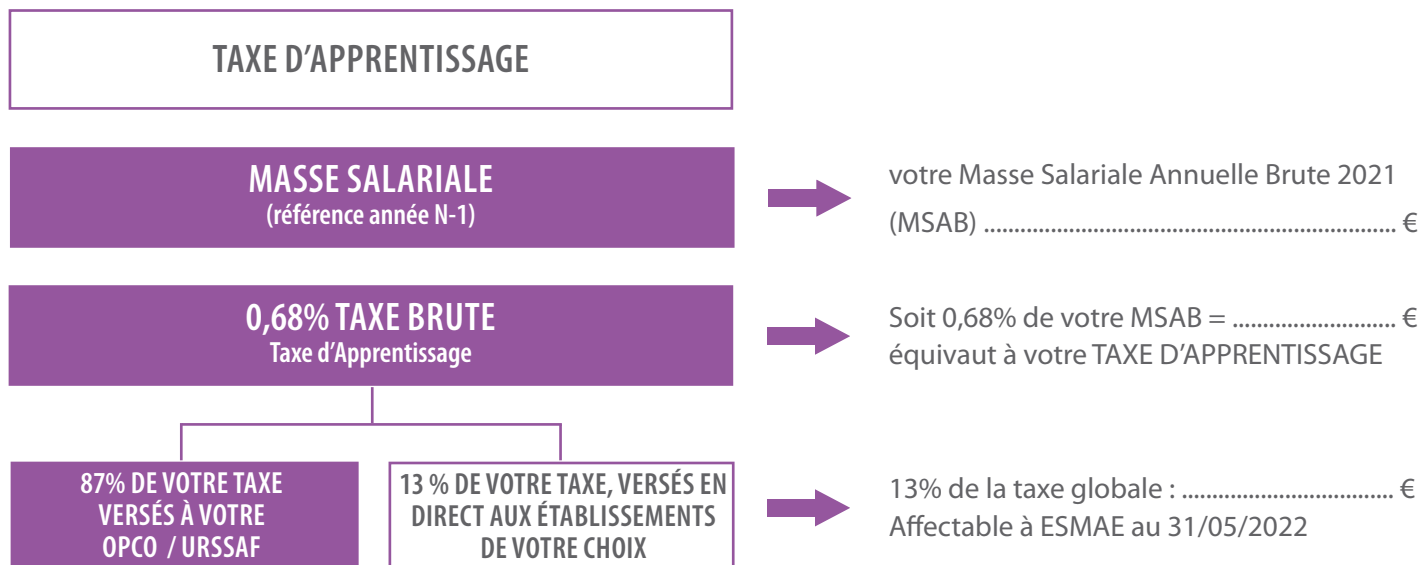 TAXE D'APPRENTISSAGE
MASSE SALARIALE
(référence année N-1)
votre Masse Salariale Annuelle Brute 2021
(MSAB) ..................................................................... €
0,68% TAXE BRUTE
Taxe d'Apprentissage
Soit 0,68% de votre MSAB = ........................... €
équivaut à votre TAXE D'APPRENTISSAGE
87% DE VOTRE TAXE
VERSÉS À VOTRE
OPCO / URSSAF
13 % DE VOTRE TAXE, VERSÉS EN
DIRECT AUX ÉTABLISSEMENTS
DE VOTRE CHOIX
13% de la taxe globale : ................................... €
Affectable à ESMAE au 31/05/2022